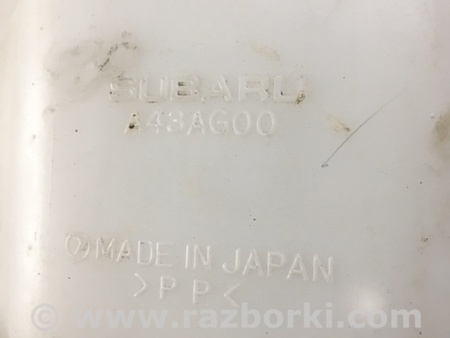 SUBARU
A43AG00
MADE IN JAPAN
>PP<
© www.razborki.com